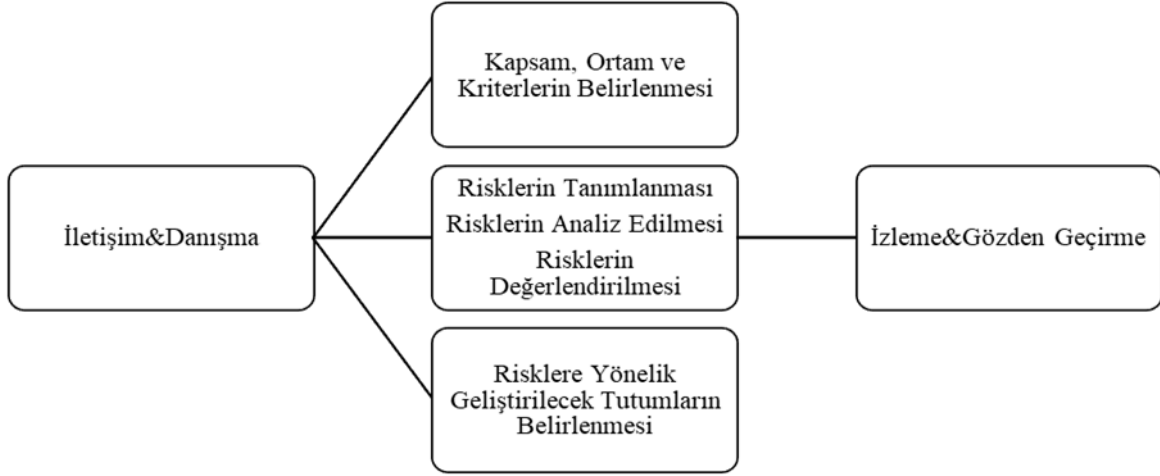 İletişim&Danışma
Kapsam, Ortam ve
Kriterlerin Belirlenmesi
Risklerin Tanımlanması
Risklerin Analiz Edilmesi
Risklerin
Değerlendirilmesi
Risklere Yönelik
Geliştirilecek Tutumların
Belirlenmesi
İzleme&Gözden Geçirme